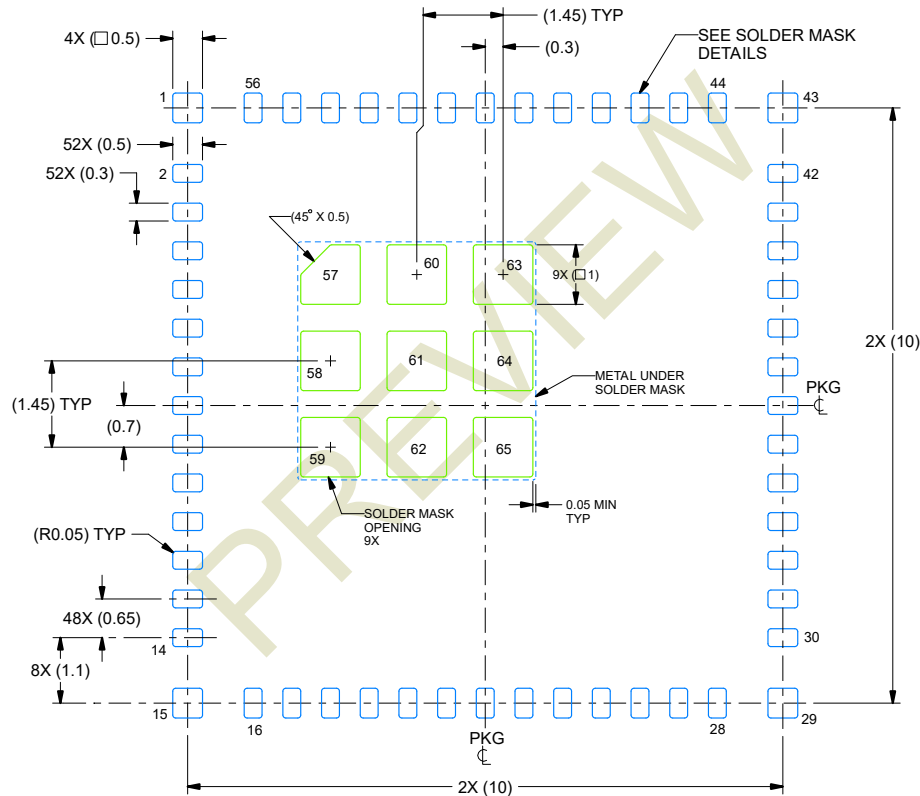 (1.45) TYP
4X (□0.5)
(0.3)
SEE SOLDER MASK
DETAILS
1
56
44
43
52X (0.5)
52X (0.3)
2
42
(45° X 0.5)
57
60
63
9X (□1)
2X (10)
58
61
64
METAL UNDER
SOLDER MASK
PKG
℄
(1.45) TYP
(0.7)
59
62
65
0.05 MIN
TYP
SOLDER MASK
OPENING
9X
(R0.05) TYP
48X (0.65)
14
30
8X (1.1)
15
16
28
29
PKG
℄
2X (10)
PREVIEW